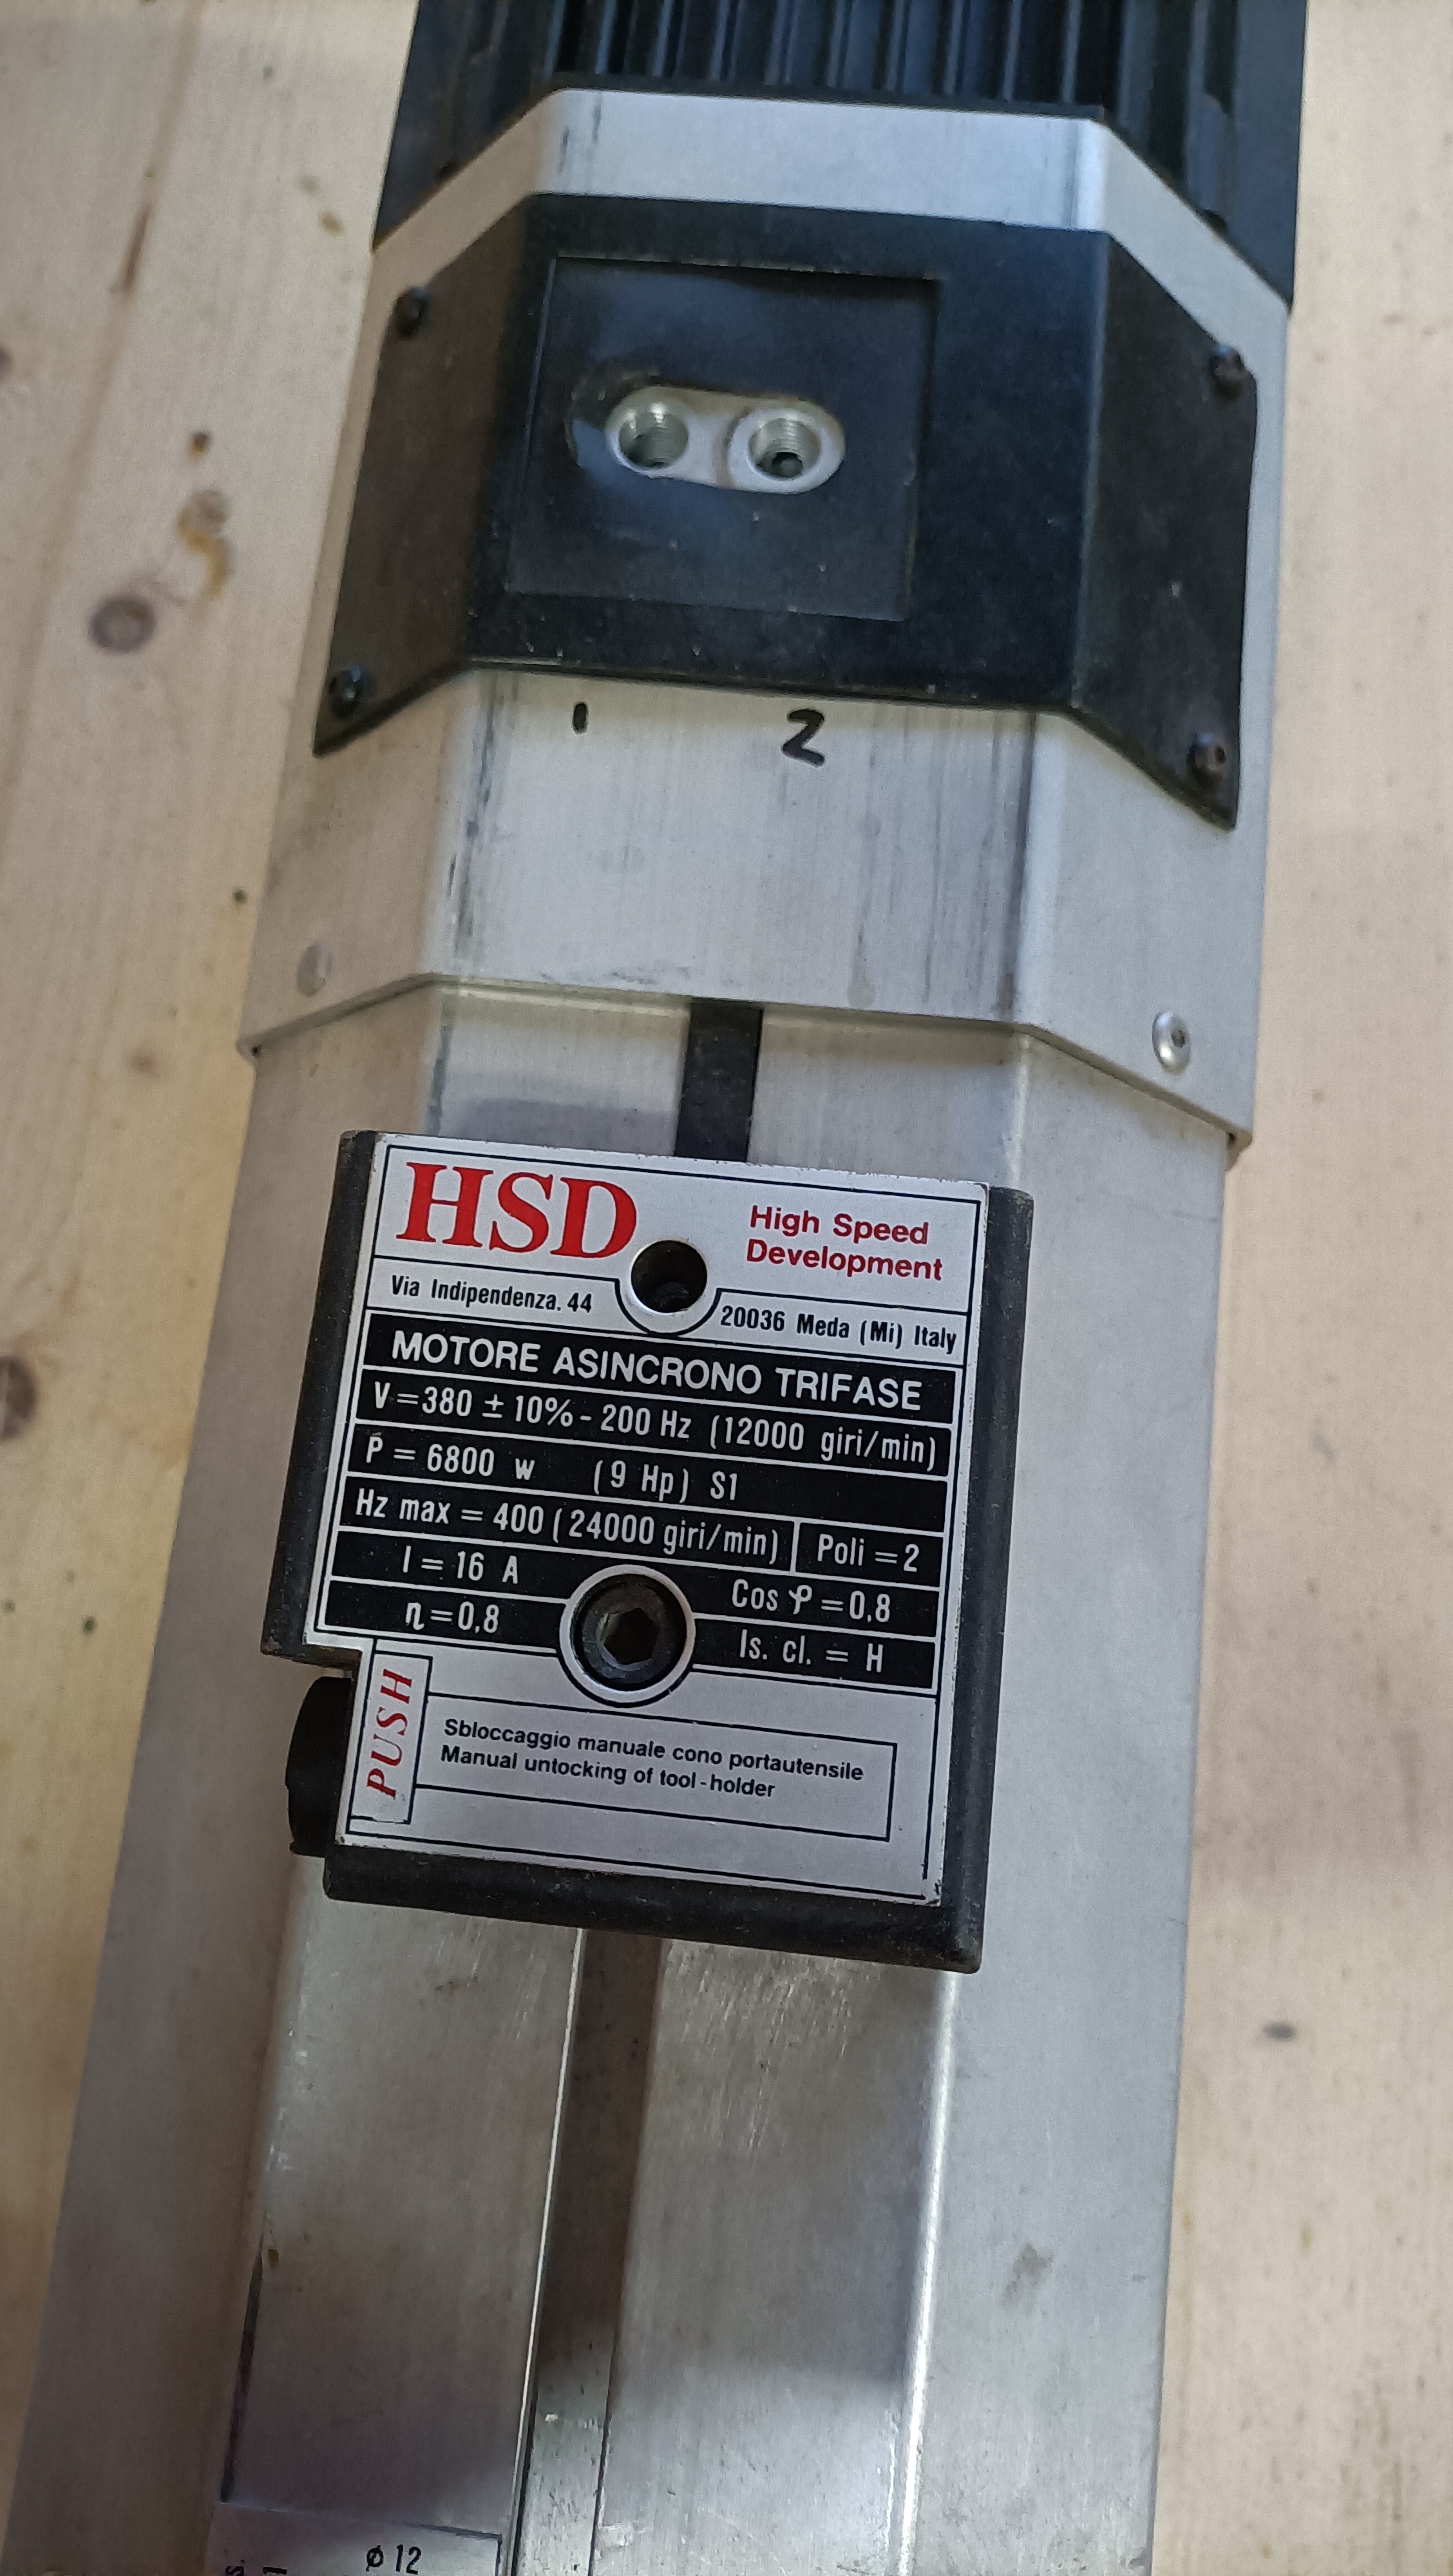 1 2
HSD
High Speed
Development
Via Indipendenza. 44
20036 Meda (Mi) Italy
MOTORE ASINCRONO TRIFASE
V=380 ± 10% - 200 Hz (12000 giri/min)
P = 6800 w (9 Hp) S1
Hz max = 400 (24000 giri/min) Poli = 2
I = 16 A Cos φ = 0,8
η = 0,8 Is. cl. = H
PUSH
Sbloccaggio manuale cono portautensile
Manual untocking of tool-holder
ϕ 12